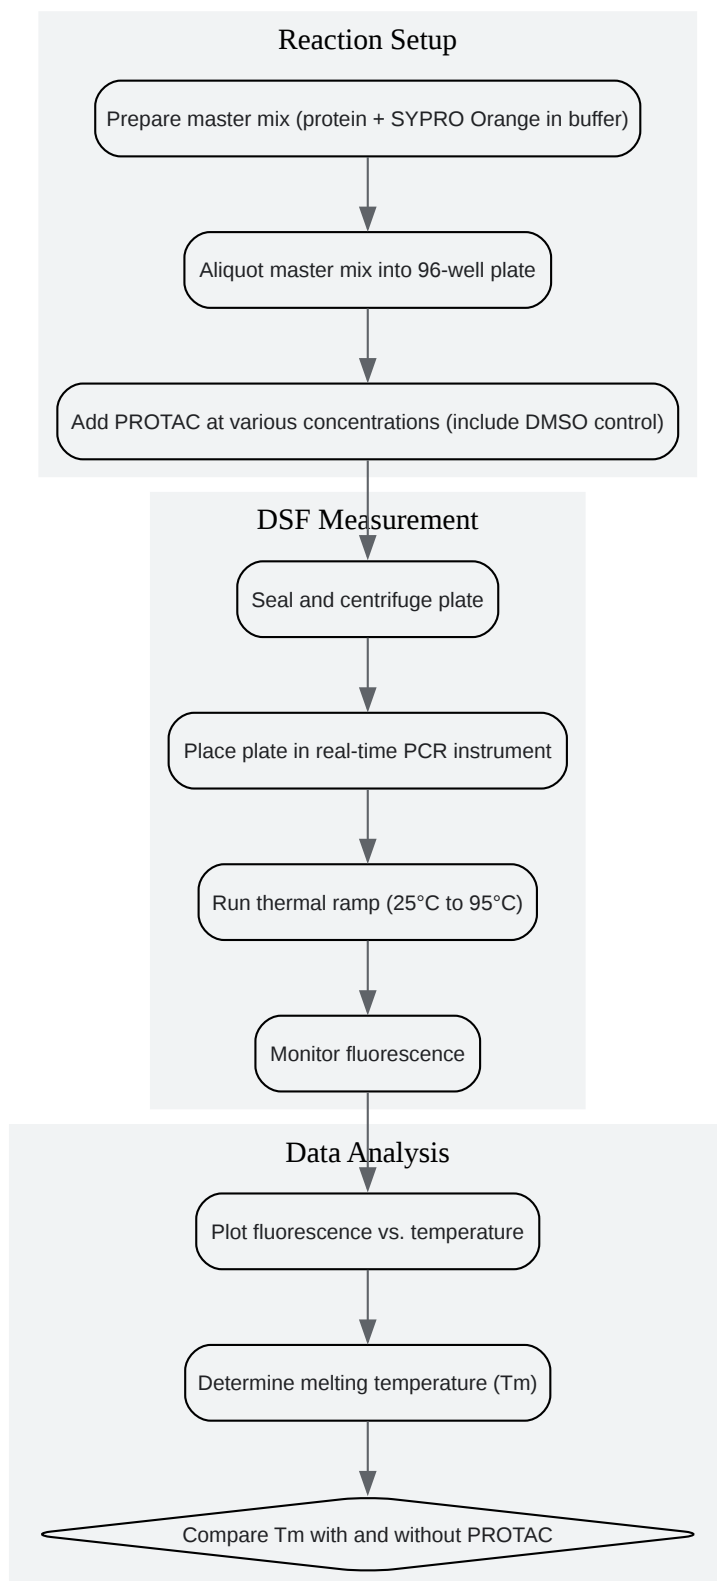 Reaction Setup
Prepare master mix (protein + SYPRO Orange in buffer)
Aliquot master mix into 96-well plate
Add PROTAC at various concentrations (include DMSO control)
DSF Measurement
Seal and centrifuge plate
Place plate in real-time PCR instrument
Run thermal ramp (25°C to 95°C)
Monitor fluorescence
Data Analysis
Plot fluorescence vs. temperature
Determine melting temperature (Tm)
Compare Tm with and without PROTAC